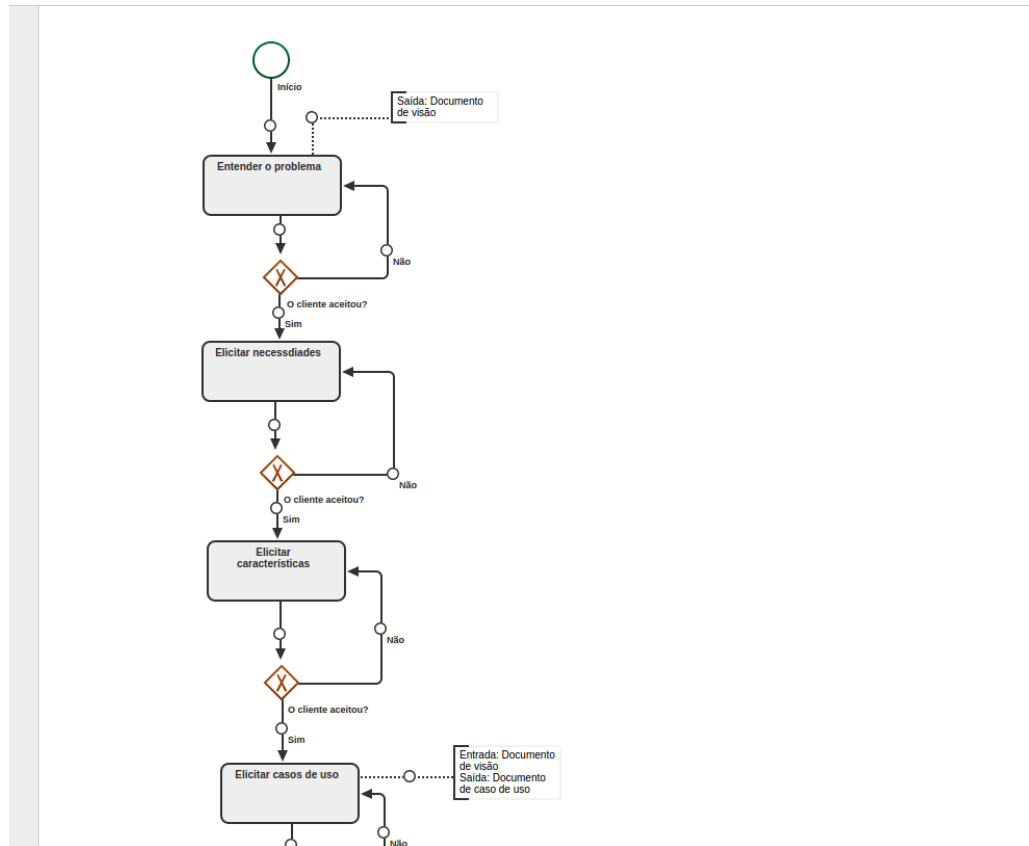 Início
Saída: Documento
de visão
Entender o problema
Não
O cliente aceitou?
Sim
Elicitar necessdiades
Não
O cliente aceitou?
Sim
Elicitar
características
Não
O cliente aceitou?
Sim
Entrada: Documento
de visão
Saída: Documento
de caso de uso
Elicitar casos de uso
Não